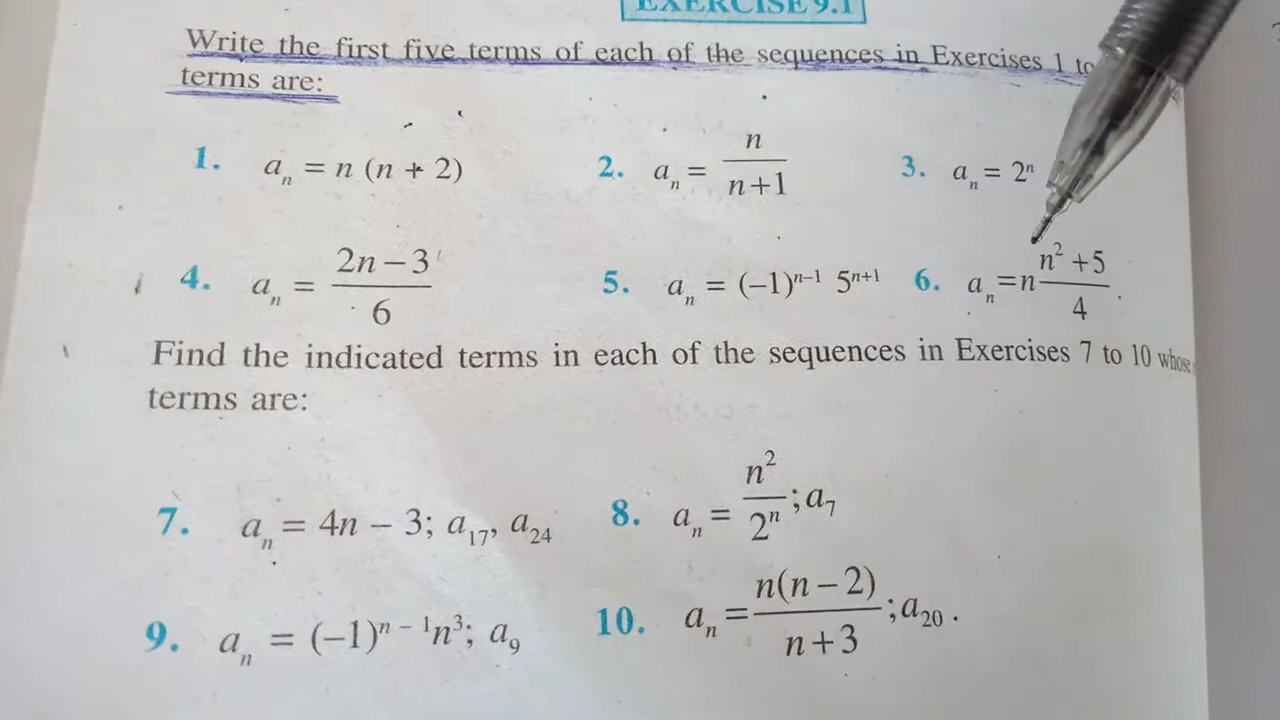 EXERCISE 9.1
Write the first five terms of each of the sequences in Exercises 1 to
terms are:
1. aₙ = n (n + 2) 2. aₙ = n/(n+1) 3. aₙ = 2ⁿ
4. aₙ = (2n – 3)/6 5. aₙ = (–1)ⁿ⁻¹ 5ⁿ⁺¹ 6. aₙ = n (n² + 5)/4 .
Find the indicated terms in each of the sequences in Exercises 7 to 10 whose
terms are:
7. aₙ = 4n – 3; a₁₇, a₂₄ 8. aₙ = n²/2ⁿ ; a₇
9. aₙ = (–1)ⁿ ⁻ ¹n³; a₉ 10. aₙ = n(n – 2)/(n + 3) ; a₂₀ .